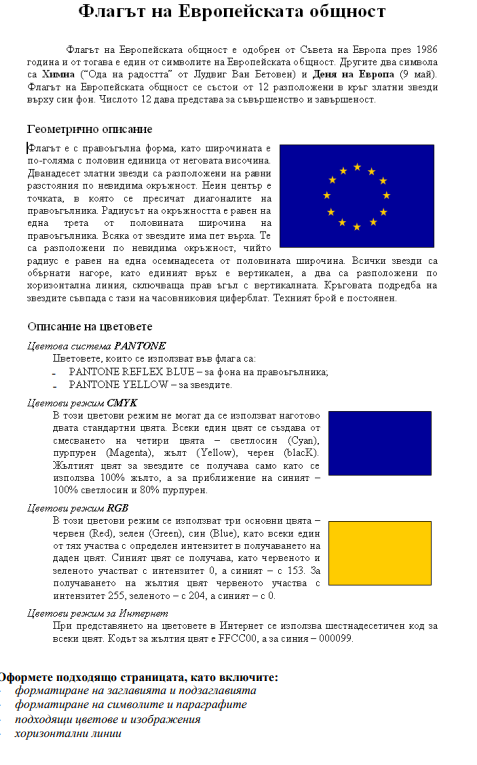 Флагът на Европейската общност
Флагът на Европейската общност е одобрен от Съвета на Европа през 1986
година и от тогава е един от символите на Европейската общност. Другите два символа
са Химна ("Ода на радостта" от Лудвиг Ван Бетовен) и Деня на Европа (9 май).
Флагът на Европейската общност се състои от 12 разположени в кръг златни звезди
върху син фон. Числото 12 дава представа за съвършенство и завършеност.
Геометрично описание
Флагът е с правоъгълна форма, като широчината е
по-голяма с половин единица от неговата височина.
Дванадесет златни звезди са разположени на равни
разстояния по невидима окръжност. Неин център е
точката, в която се пресичат диагоналите на
правоъгълника. Радиусът на окръжността е равен на
една трета от половината широчина на
правоъгълника. Всяка от звездите има пет върха. Те
са разположени по невидима окръжност, чийто
радиус е равен на една осемнадесета от половината широчина. Всички звезди са
обърнати нагоре, като единият връх е вертикален, а два са разположени по
хоризонтална линия, сключваща прав ъгъл с вертикалната. Кръговата подредба на
звездите съвпада с тази на часовниковия циферблат. Техният брой е постоянен.
Описание на цветовете
Цветова система PANTONE
Цветовете, които се използват във флага са:
- PANTONE REFLEX BLUE – за фона на правоъгълника;
- PANTONE YELLOW – за звездите.
Цветови режим CMYK
В този цветови режим не могат да се използват наготово
двата стандартни цвята. Всеки един цвят се създава от
смесването на четири цвята – светлосин (Cyan),
пурпурен (Magenta), жълт (Yellow), черен (blacK).
Жълтият цвят за звездите се получава само като се
използва 100% жълто, а за приближение на синият –
100% светлосин и 80% пурпурен.
Цветови режим RGB
В този цветови режим се използват три основни цвята –
червен (Red), зелен (Green), син (Blue), като всеки един
от тях участва с определен интензитет в получаването на
даден цвят. Синият цвят се получава, като червеното и
зеленото участват с интензитет 0, а синият – с 153. За
получаването на жълтия цвят червеното участва с
интензитет 255, зеленото – с 204, а синият – с 0.
Цветови режим за Интернет
При представянето на цветовете в Интернет се използва шестнадесетичен код за
всеки цвят. Кодът за жълтия цвят е FFCC00, а за синия – 000099.
Оформете подходящо страницата, като включите:
форматиране на заглавията и подзаглавията
форматиране на символите и параграфите
подходящи цветове и изображения
хоризонтални линии